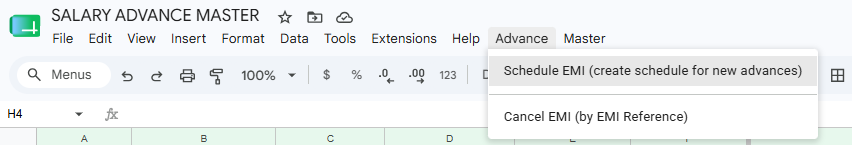 SALARY ADVANCE MASTER
File Edit View Insert Format Data Tools Extensions Help Advance Master
Menus 100% $ % .0 .00 123
Schedule EMI (create schedule for new advances)
Cancel EMI (by EMI Reference)
H4 fx
A B C D